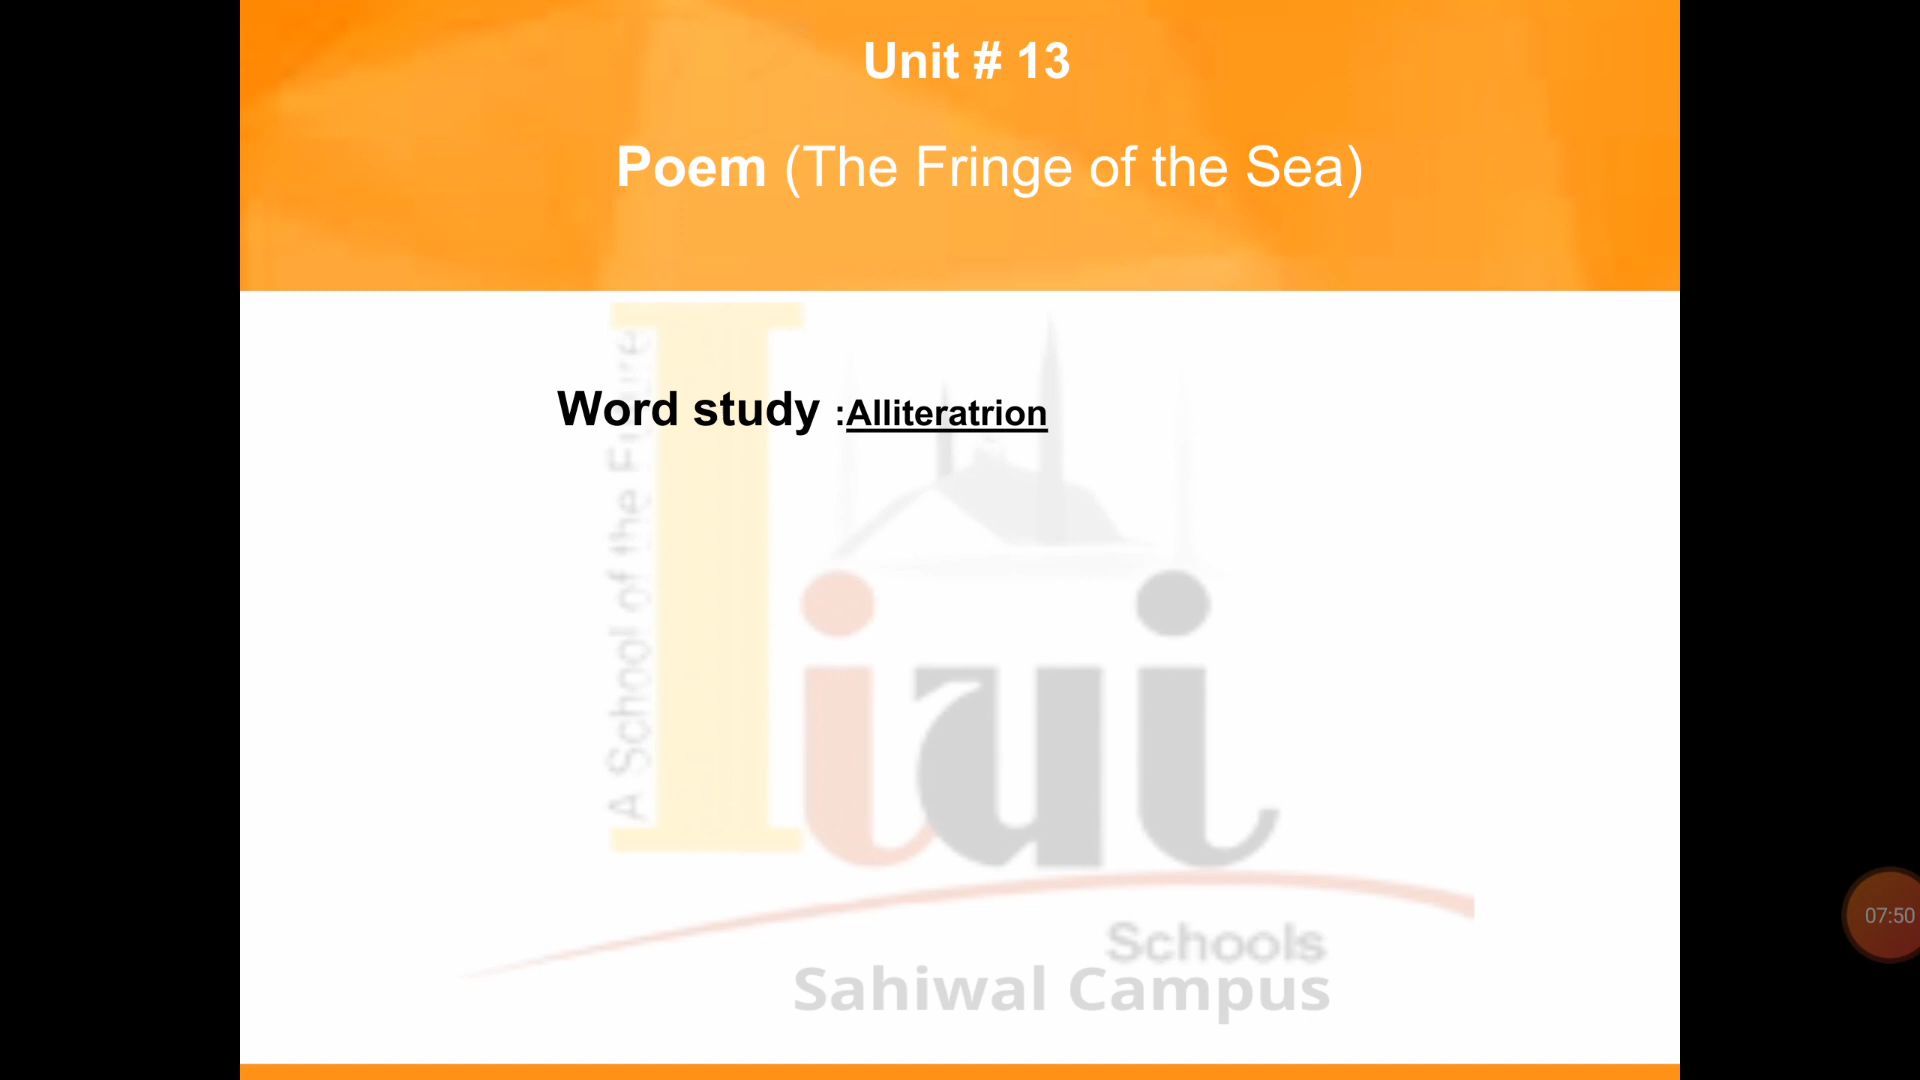 Unit # 13
Poem (The Fringe of the Sea)
Word study :Alliteratrion
A School of the Future
Iiui
Schools
Sahiwal Campus
07:50